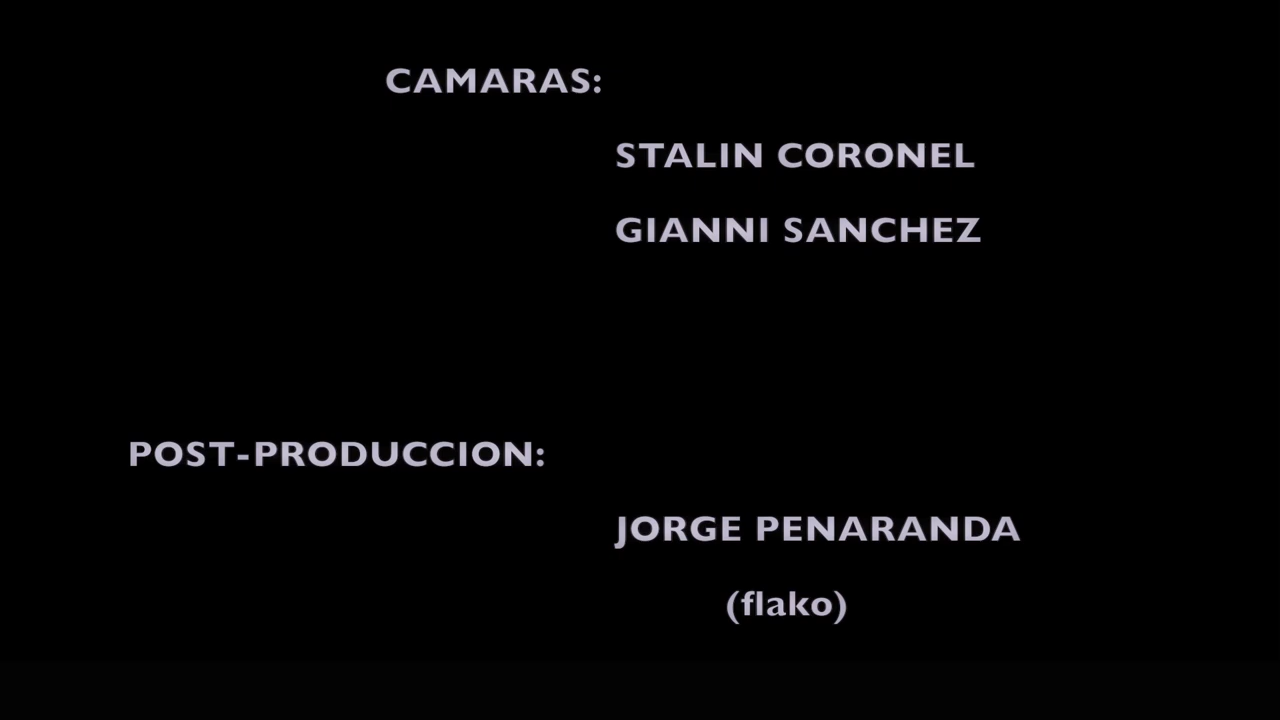 CAMARAS:
STALIN CORONEL
GIANNI SANCHEZ
POST-PRODUCCION:
JORGE PENARANDA
(flako)